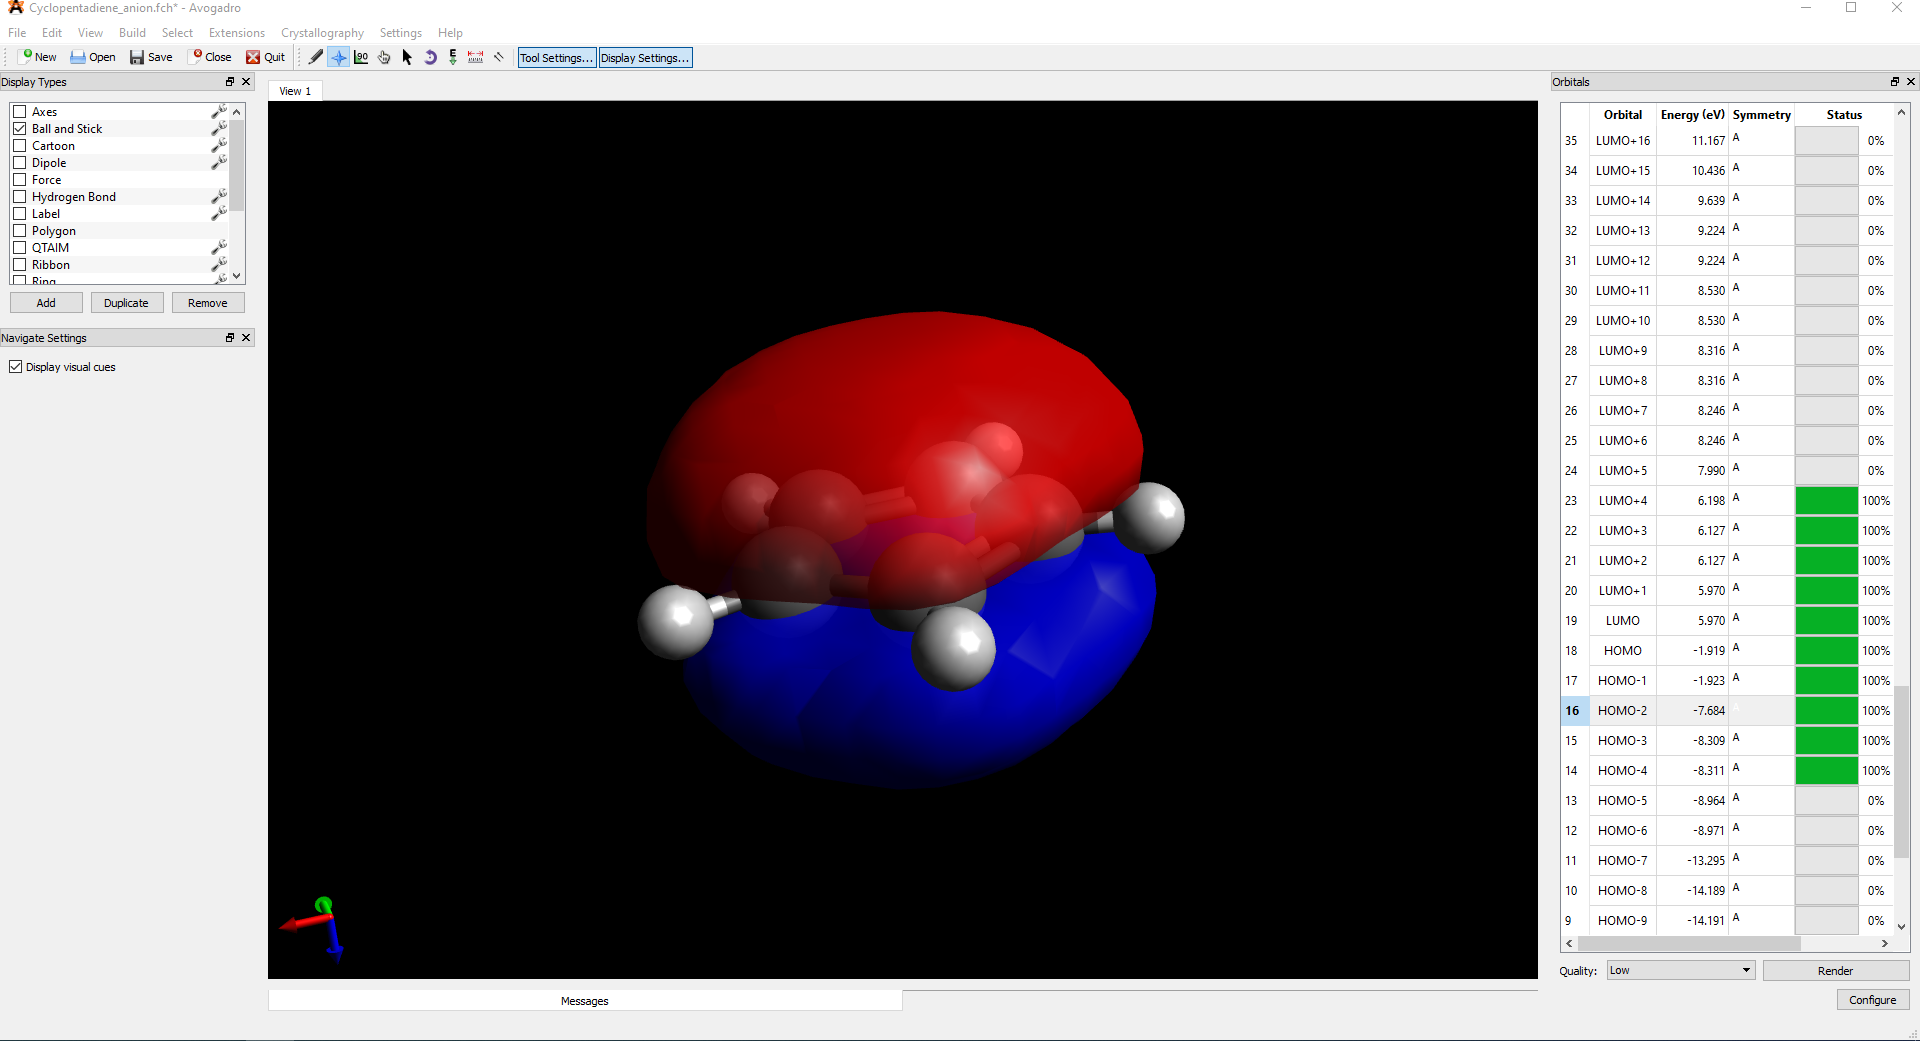 Cyclopentadiene_anion.fch* - Avogadro
File Edit View Build Select Extensions Crystallography Settings Help
New Open Save Close Quit 90 E Tool Settings... Display Settings...
Display Types
Axes
Ball and Stick
Cartoon
Dipole
Force
Hydrogen Bond
Label
Polygon
QTAIM
Ribbon
Ring
Add Duplicate Remove
Navigate Settings
Display visual cues
View 1
Messages
Orbitals
Orbital Energy (eV) Symmetry Status
35 LUMO+16 11.167 A 0%
34 LUMO+15 10.436 A 0%
33 LUMO+14 9.639 A 0%
32 LUMO+13 9.224 A 0%
31 LUMO+12 9.224 A 0%
30 LUMO+11 8.530 A 0%
29 LUMO+10 8.530 A 0%
28 LUMO+9 8.316 A 0%
27 LUMO+8 8.316 A 0%
26 LUMO+7 8.246 A 0%
25 LUMO+6 8.246 A 0%
24 LUMO+5 7.990 A 0%
23 LUMO+4 6.198 A 100%
22 LUMO+3 6.127 A 100%
21 LUMO+2 6.127 A 100%
20 LUMO+1 5.970 A 100%
19 LUMO 5.970 A 100%
18 HOMO -1.919 A 100%
17 HOMO-1 -1.923 A 100%
16 HOMO-2 -7.684 A 100%
15 HOMO-3 -8.309 A 100%
14 HOMO-4 -8.311 A 100%
13 HOMO-5 -8.964 A 0%
12 HOMO-6 -8.971 A 0%
11 HOMO-7 -13.295 A 0%
10 HOMO-8 -14.189 A 0%
9 HOMO-9 -14.191 A 0%
Quality: Low Render
Configure